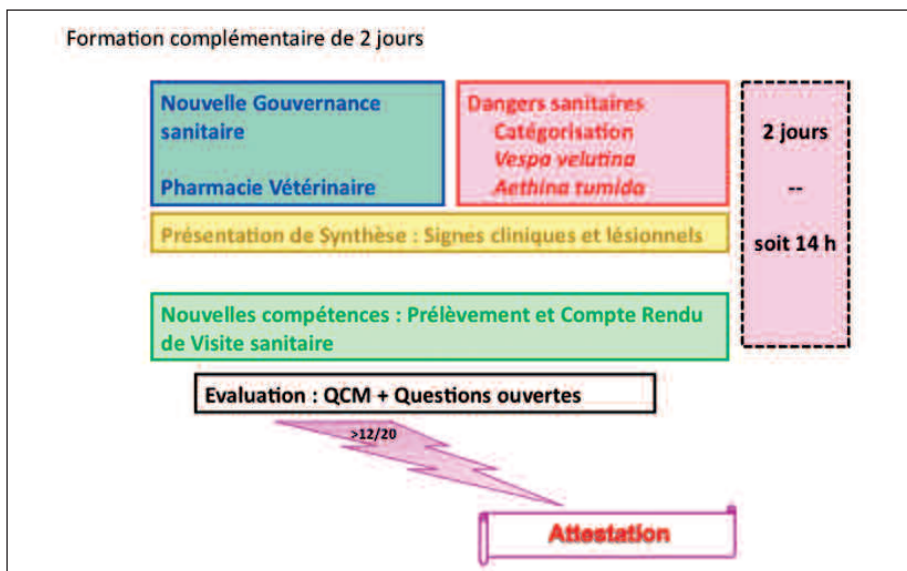 Formation complémentaire de 2 jours
Nouvelle Gouvernance
sanitaire
Pharmacie Vétérinaire
Dangers sanitaires
Catégorisation
Vespa velutina
Aethina tumida
2 jours
--
soit 14 h
Présentation de Synthèse : Signes cliniques et lésionnels
Nouvelles compétences : Prélèvement et Compte Rendu
de Visite sanitaire
Evaluation : QCM + Questions ouvertes
>12/20
Attestation